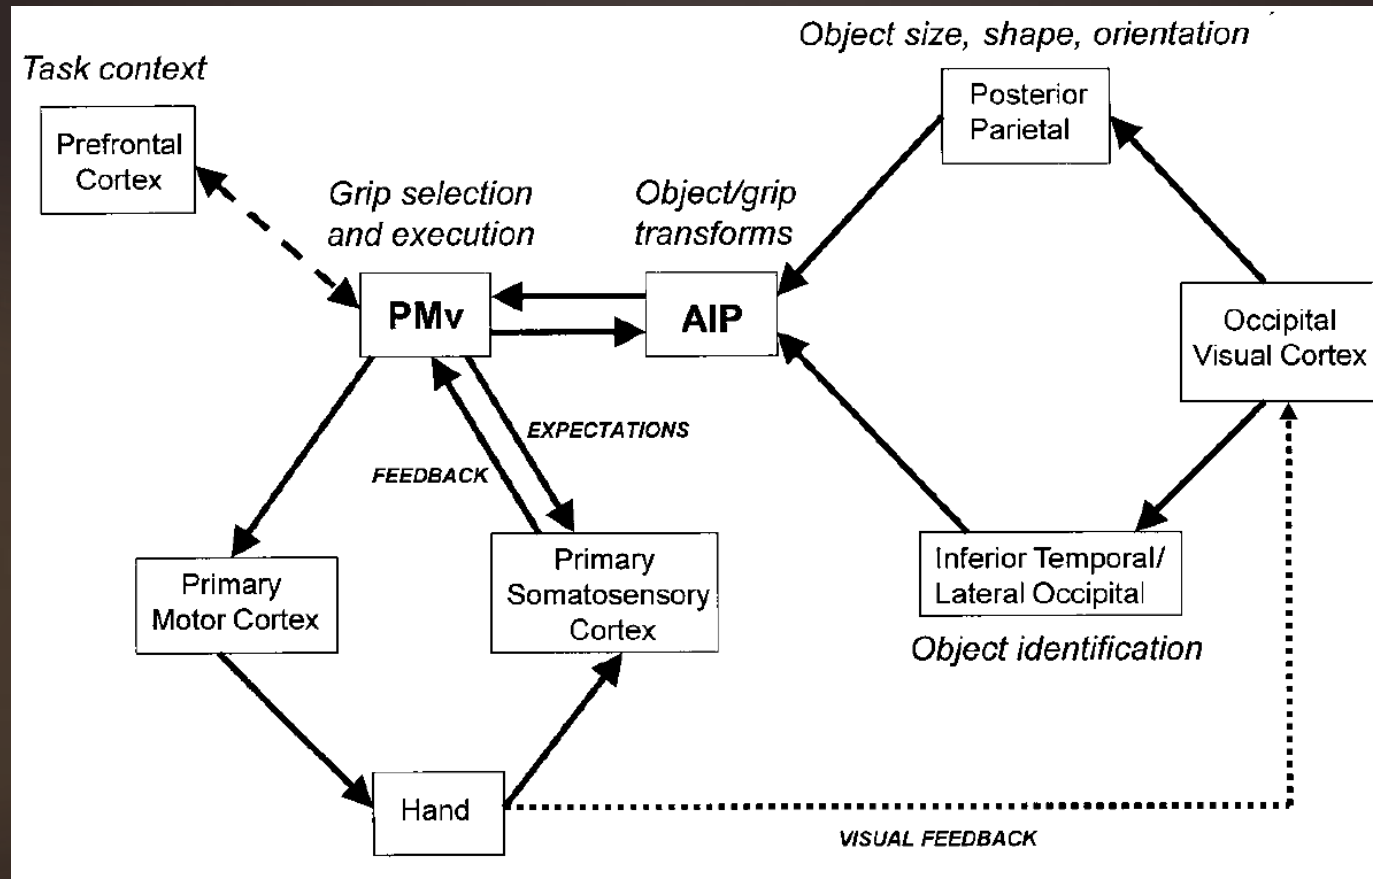 Object size, shape, orientation
Task context
Posterior
Parietal
Prefrontal
Cortex
Grip selection
and execution
Object/grip
transforms
PMv
AIP
Occipital
Visual Cortex
EXPECTATIONS
FEEDBACK
Primary
Motor Cortex
Primary
Somatosensory
Cortex
Inferior Temporal/
Lateral Occipital
Object identification
Hand
VISUAL FEEDBACK